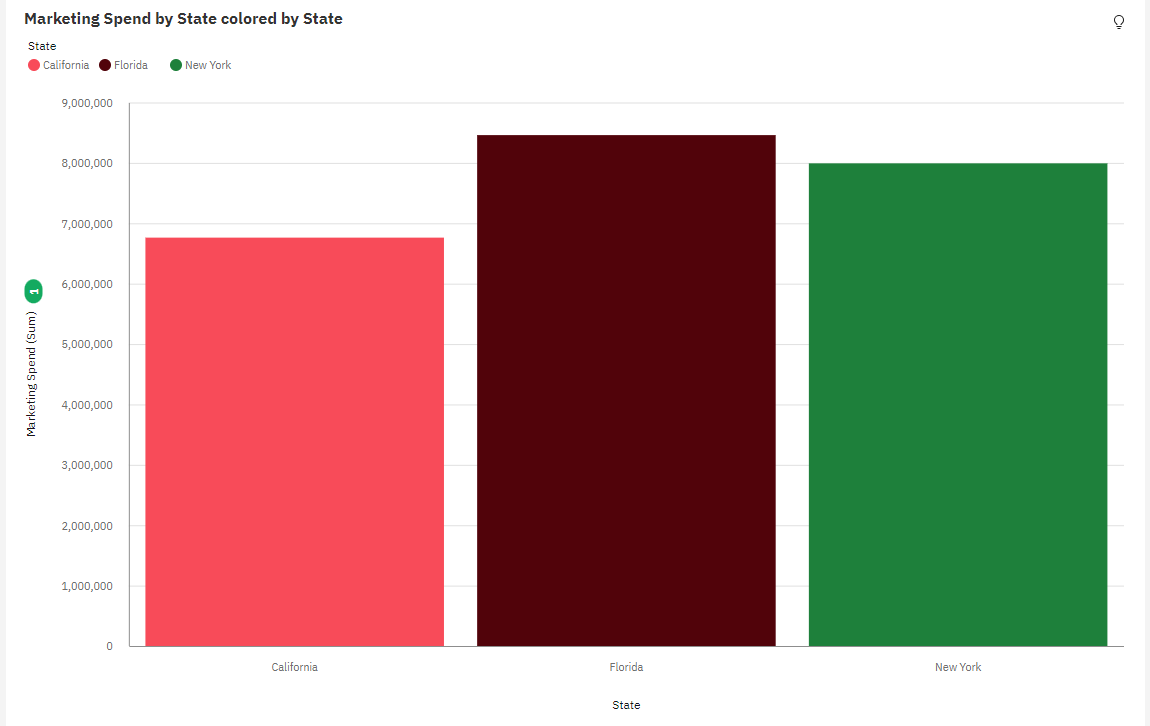 Marketing Spend by State colored by State
State
California Florida New York
9,000,000
8,000,000
7,000,000
6,000,000
5,000,000
4,000,000
3,000,000
2,000,000
1,000,000
0
Marketing Spend (Sum) 1
California Florida New York
State